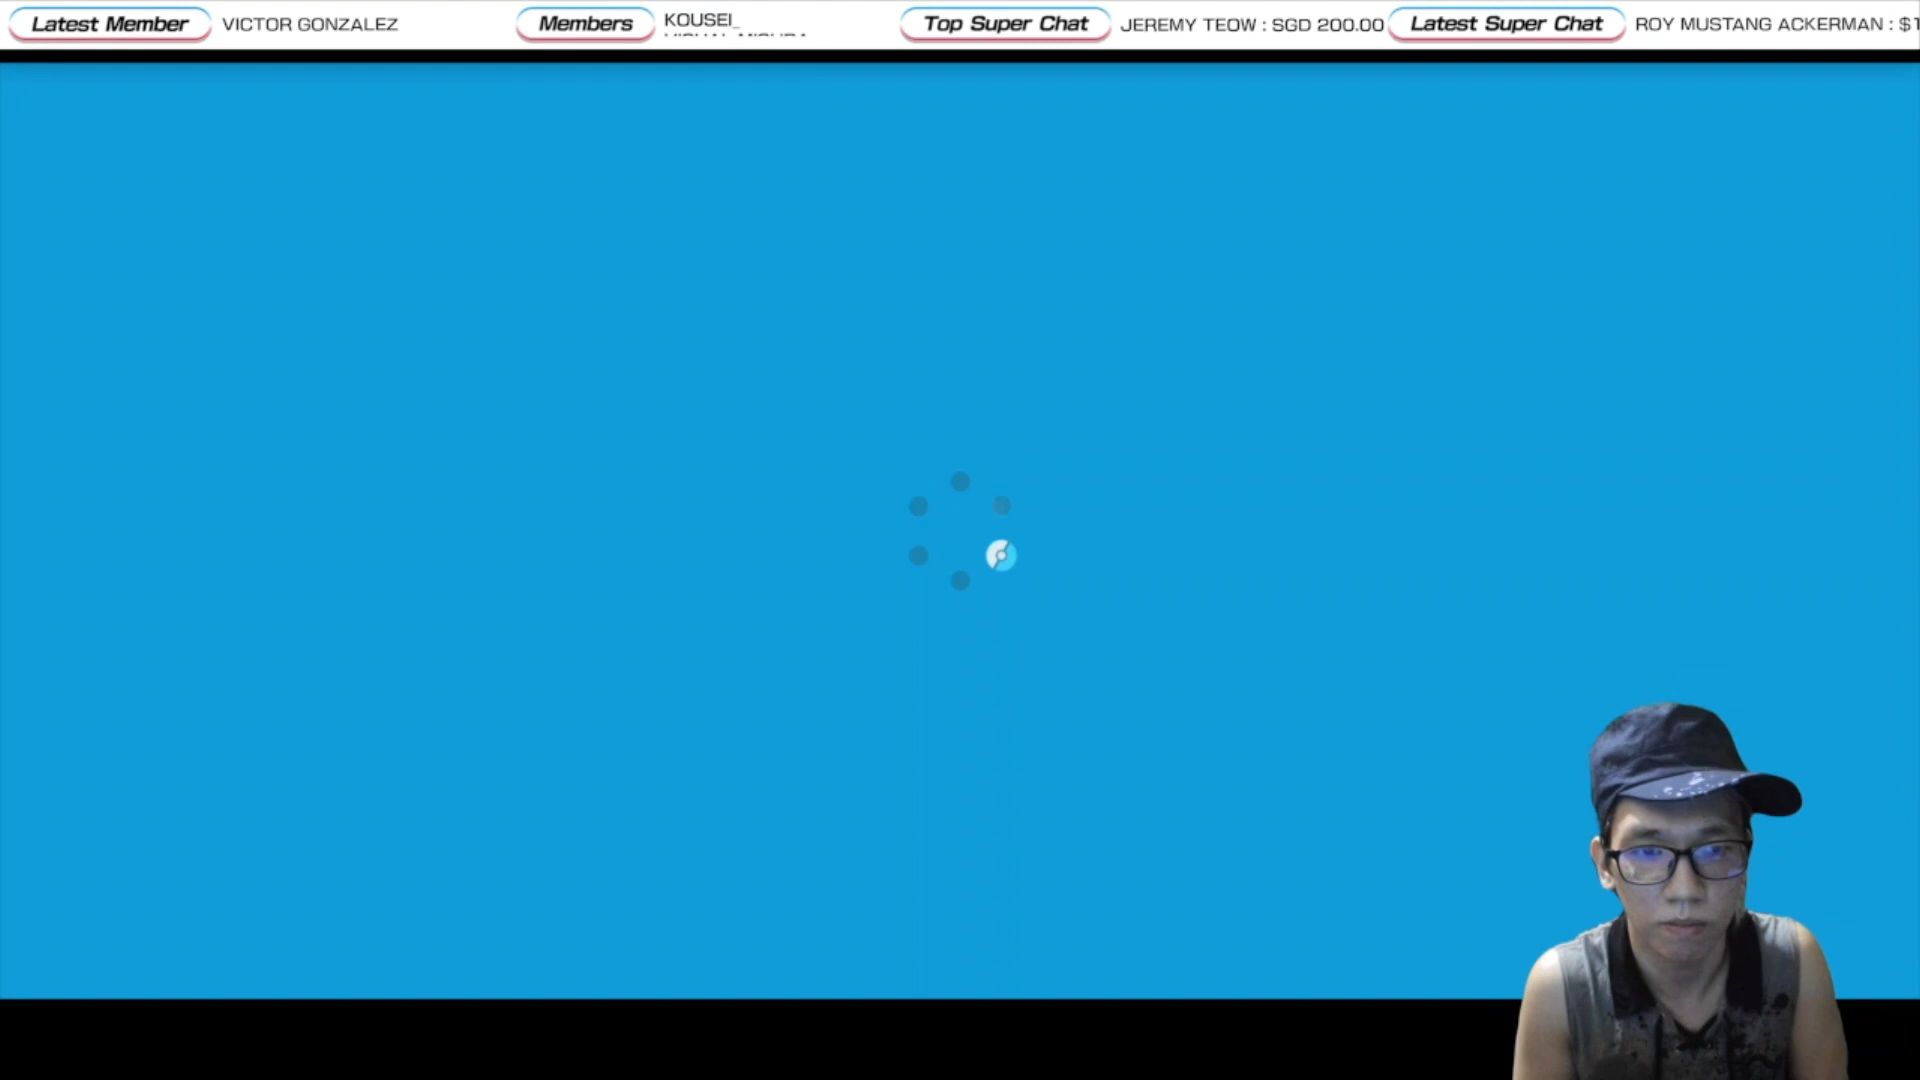 Latest Member VICTOR GONZALEZ Members KOUSEI_ Top Super Chat JEREMY TEOW : SGD 200.00 Latest Super Chat ROY MUSTANG ACKERMAN : $1